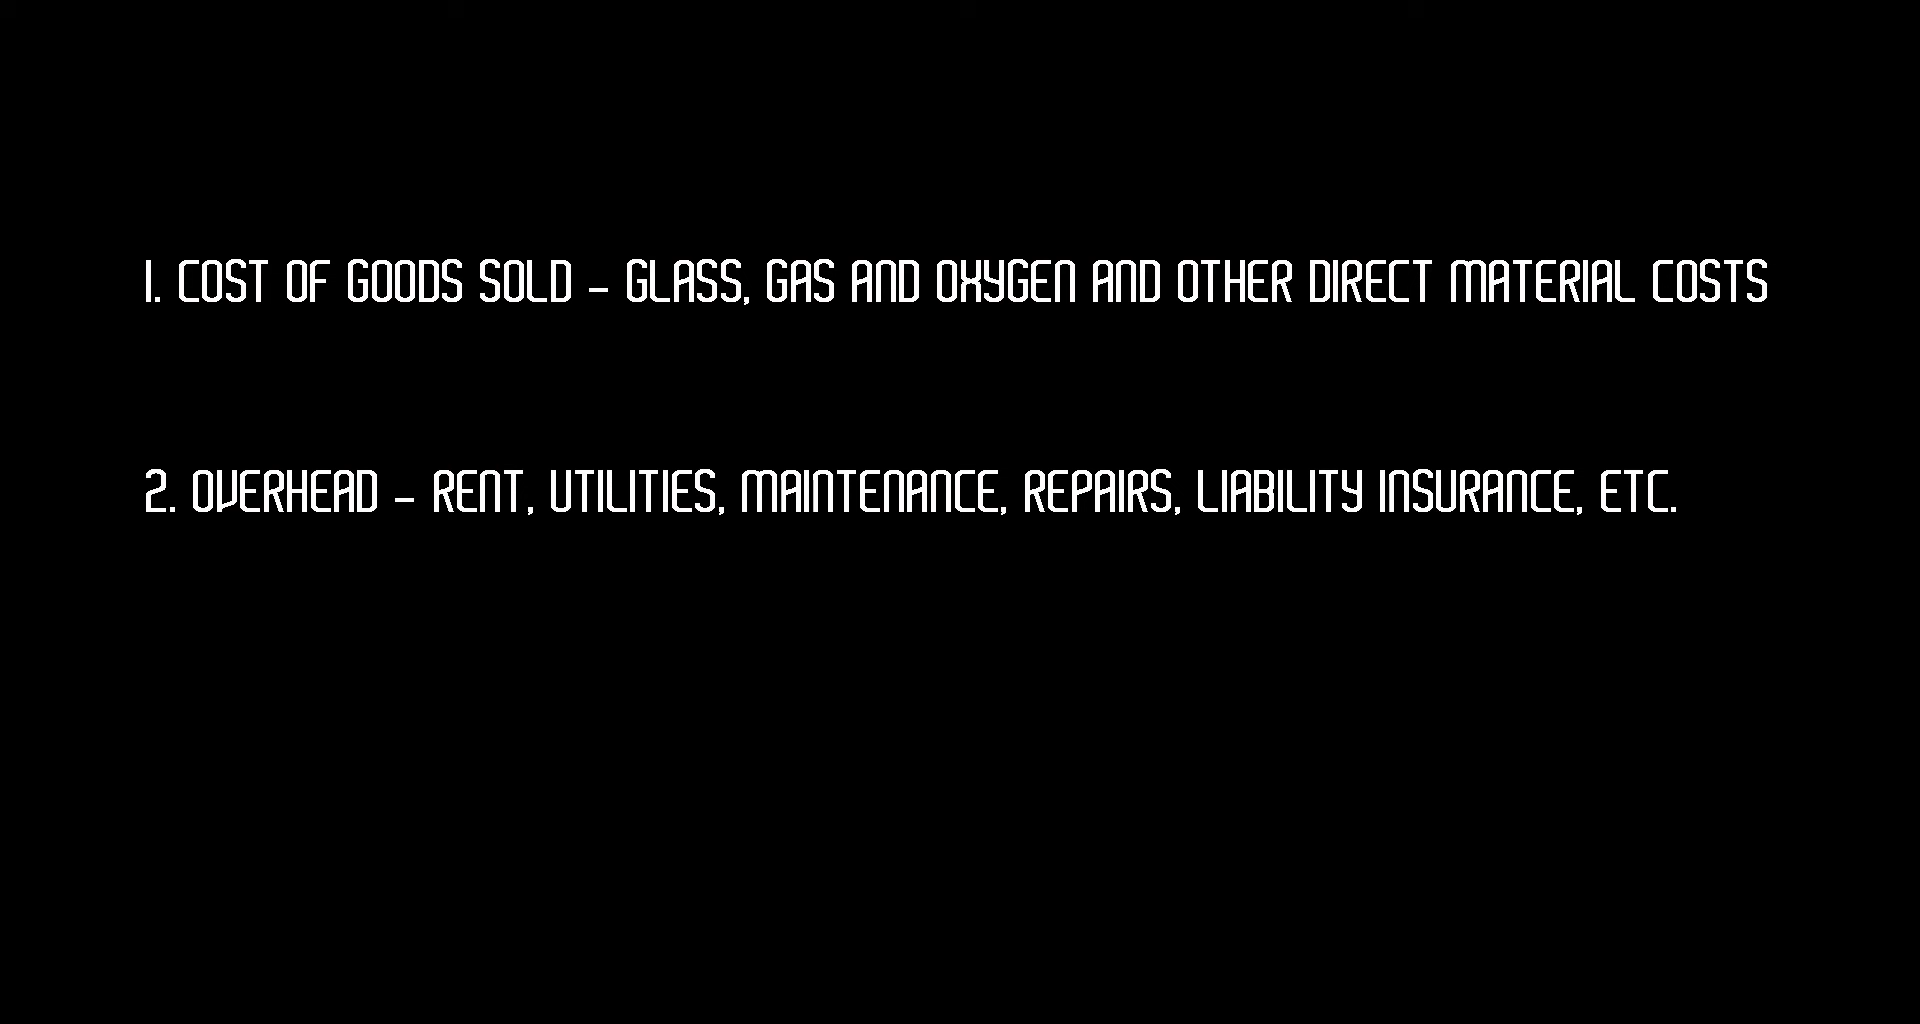 1. COST OF GOODS SOLD - GLASS, GAS AND OXYGEN AND OTHER DIRECT MATERIAL COSTS
2. OVERHEAD - RENT, UTILITIES, MAINTENANCE, REPAIRS, LIABILITY INSURANCE, ETC.